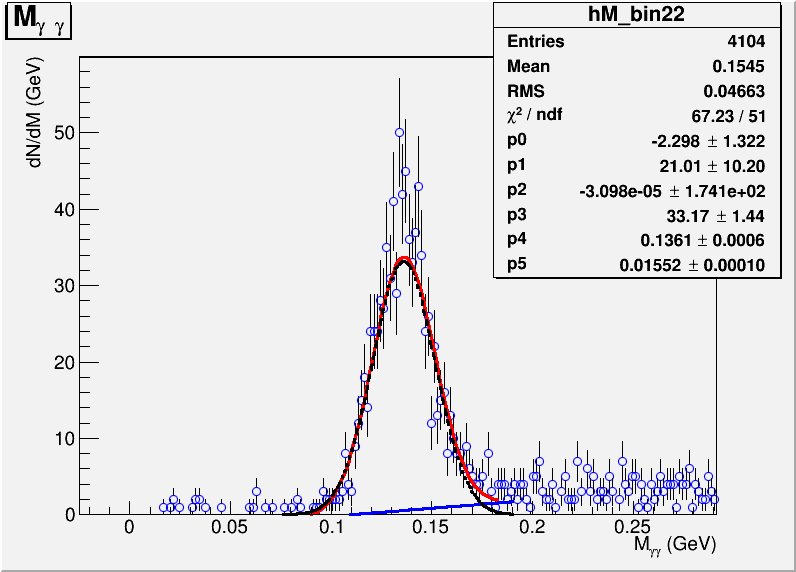 Mγ γ
hM_bin22
Entries 4104
Mean 0.1545
RMS 0.04663
χ² / ndf 67.23 / 51
p0 -2.298 ± 1.322
p1 21.01 ± 10.20
p2 -3.098e-05 ± 1.741e+02
p3 33.17 ± 1.44
p4 0.1361 ± 0.0006
p5 0.01552 ± 0.00010
dN/dM (GeV)
50
40
30
20
10
0
0 0.05 0.1 0.15 0.2 0.25
Mγγ (GeV)